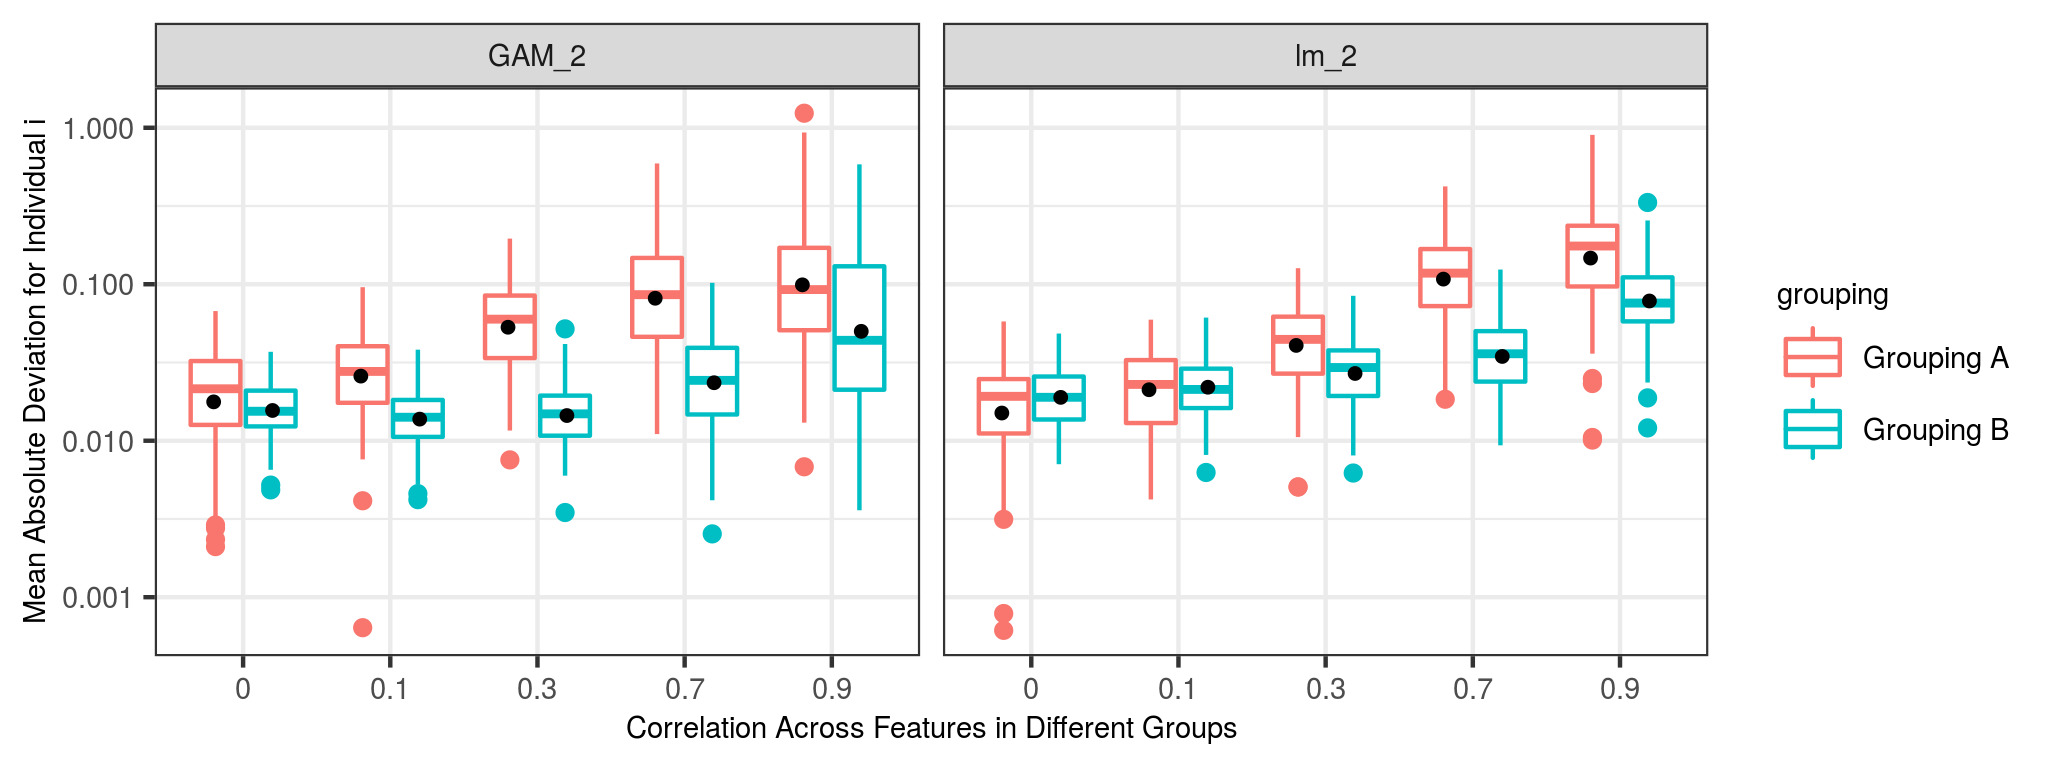 GAM_2
lm_2
Mean Absolute Deviation for Individual i
1.000
0.100
0.010
0.001
0 0.1 0.3 0.7 0.9
0 0.1 0.3 0.7 0.9
Correlation Across Features in Different Groups
grouping
Grouping A
Grouping B